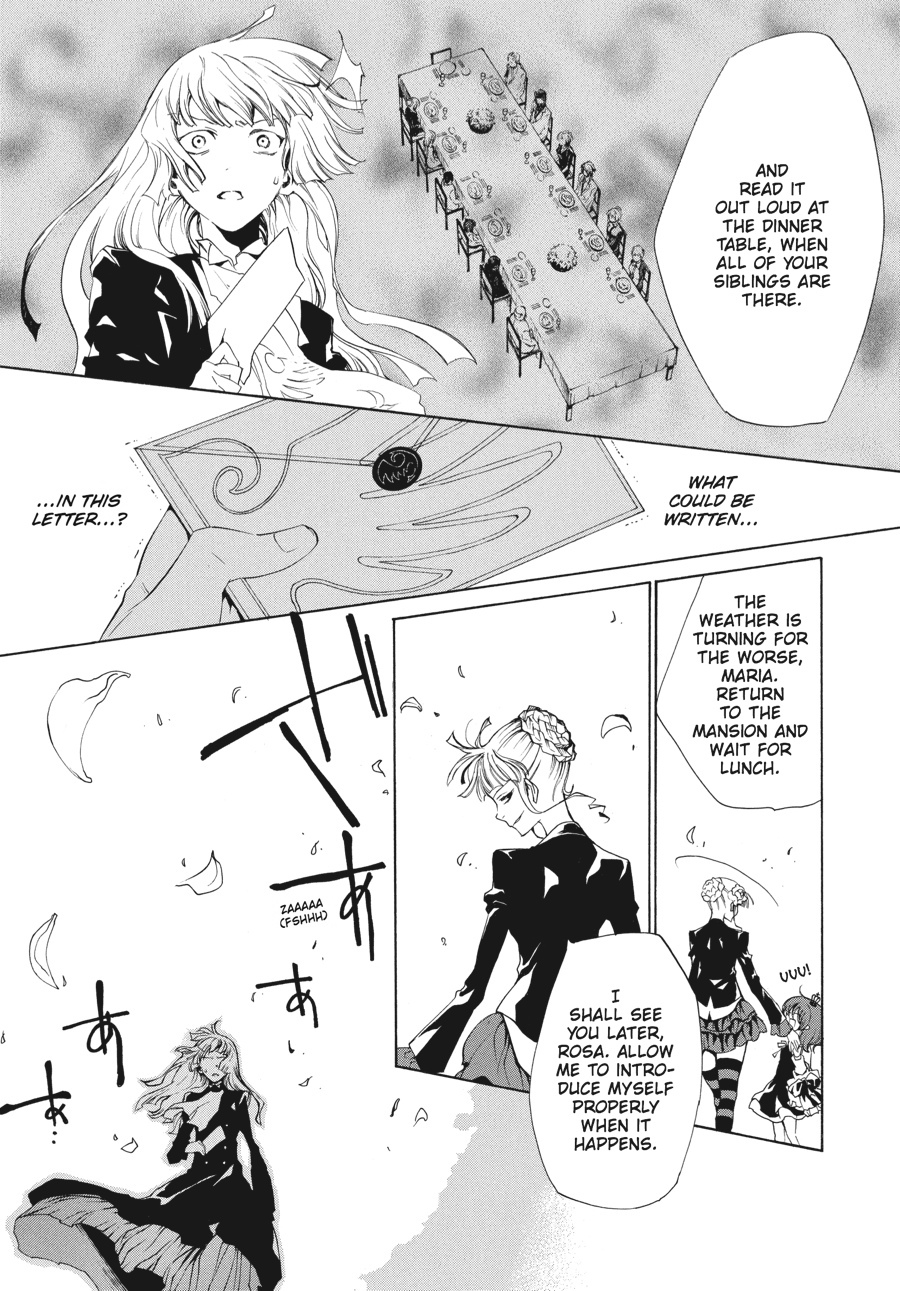 AND
READ IT
OUT LOUD AT
THE DINNER
TABLE, WHEN
ALL OF YOUR
SIBLINGS ARE
THERE.
WHAT
COULD BE
WRITTEN...
...IN THIS
LETTER...?
THE
WEATHER IS
TURNING FOR
THE WORSE,
MARIA.
RETURN
TO THE
MANSION AND
WAIT FOR
LUNCH.
UUU!
I
SHALL SEE
YOU LATER,
ROSA. ALLOW
ME TO INTRO-
DUCE MYSELF
PROPERLY
WHEN IT
HAPPENS.
ザ
ZAAAAA
(FSHHH)
あ
あ
あ
あ…